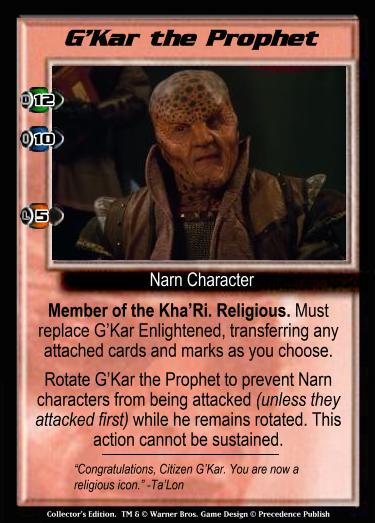 G'Kar the Prophet
D 12
I 10
L 5
Narn Character
Member of the Kha'Ri. Religious. Must
replace G'Kar Enlightened, transferring any
attached cards and marks as you choose.
Rotate G'Kar the Prophet to prevent Narn
characters from being attacked (unless they
attacked first) while he remains rotated. This
action cannot be sustained.
"Congratulations, Citizen G'Kar. You are now a
religious icon." -Ta'Lon
Collector's Edition. TM & © Warner Bros. Game Design © Precedence Publish